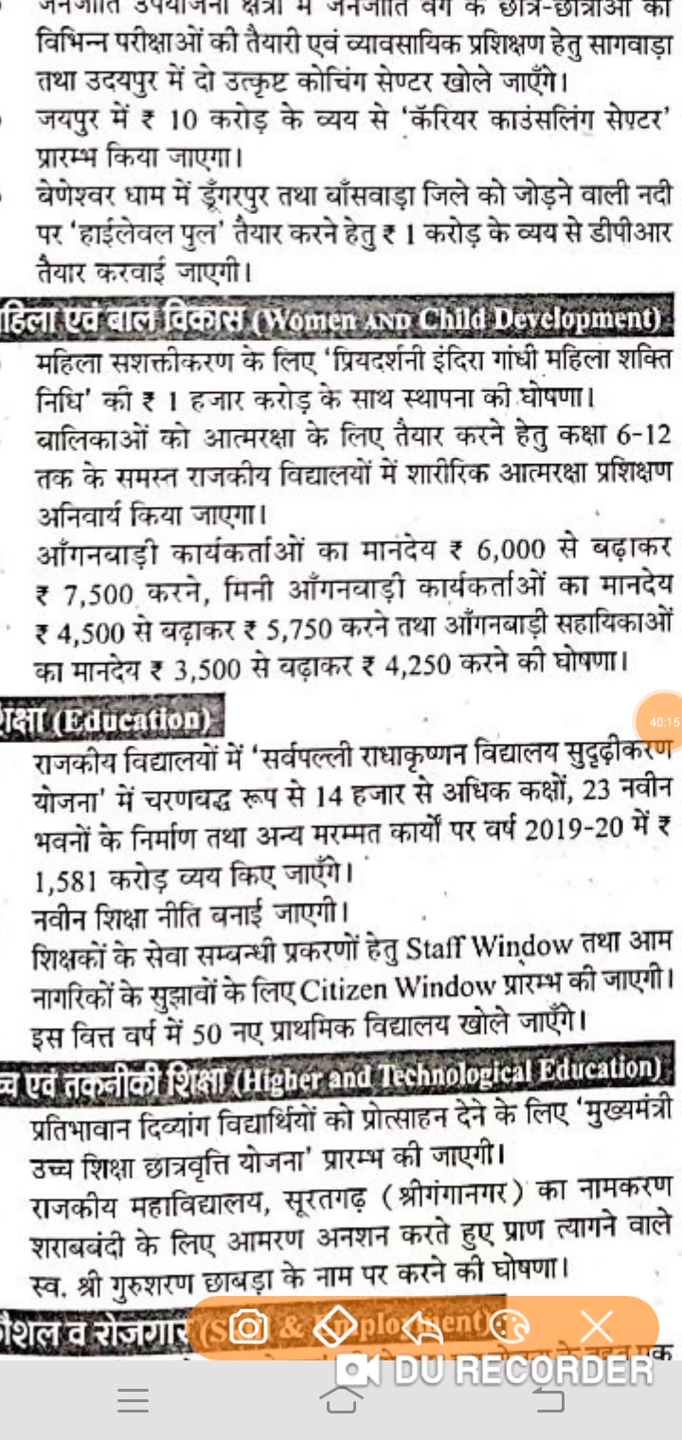 जनजाति उपयोजना क्षेत्रों में जनजाति वर्ग के छात्र-छात्राओं को
विभिन्न परीक्षाओं की तैयारी एवं व्यावसायिक प्रशिक्षण हेतु सागवाड़ा
तथा उदयपुर में दो उत्कृष्ट कोचिंग सेण्टर खोले जाएँगे।
जयपुर में ₹ 10 करोड़ के व्यय से ‘कॅरियर काउंसलिंग सेण्टर’
प्रारम्भ किया जाएगा।
बेणेश्वर धाम में डूँगरपुर तथा बाँसवाड़ा जिले को जोड़ने वाली नदी
पर ‘हाईलेवल पुल’ तैयार करने हेतु ₹ 1 करोड़ के व्यय से डीपीआर
तैयार करवाई जाएगी।
हिला एवं बाल विकास (Women AND Child Development)
महिला सशक्तीकरण के लिए ‘प्रियदर्शनी इंदिरा गांधी महिला शक्ति
निधि’ की ₹ 1 हजार करोड़ के साथ स्थापना की घोषणा।
बालिकाओं को आत्मरक्षा के लिए तैयार करने हेतु कक्षा 6-12
तक के समस्त राजकीय विद्यालयों में शारीरिक आत्मरक्षा प्रशिक्षण
अनिवार्य किया जाएगा।
आँगनबाड़ी कार्यकर्ताओं का मानदेय ₹ 6,000 से बढ़ाकर
₹ 7,500 करने, मिनी आँगनबाड़ी कार्यकर्ताओं का मानदेय
₹ 4,500 से बढ़ाकर ₹ 5,750 करने तथा आँगनबाड़ी सहायिकाओं
का मानदेय ₹ 3,500 से बढ़ाकर ₹ 4,250 करने की घोषणा।
शिक्षा (Education)
40:15
राजकीय विद्यालयों में ‘सर्वपल्ली राधाकृष्णन विद्यालय सुदृढ़ीकरण
योजना’ में चरणबद्ध रूप से 14 हजार से अधिक कक्षों, 23 नवीन
भवनों के निर्माण तथा अन्य मरम्मत कार्यों पर वर्ष 2019-20 में ₹
1,581 करोड़ व्यय किए जाएँगे।
नवीन शिक्षा नीति बनाई जाएगी।
शिक्षकों के सेवा सम्बन्धी प्रकरणों हेतु Staff Window तथा आम
नागरिकों के सुझावों के लिए Citizen Window प्रारम्भ की जाएगी।
इस वित्त वर्ष में 50 नए प्राथमिक विद्यालय खोले जाएँगे।
च्च एवं तकनीकी शिक्षा (Higher and Technological Education)
प्रतिभावान दिव्यांग विद्यार्थियों को प्रोत्साहन देने के लिए ‘मुख्यमंत्री
उच्च शिक्षा छात्रवृत्ति योजना’ प्रारम्भ की जाएगी।
राजकीय महाविद्यालय, सूरतगढ़ (श्रीगंगानगर) का नामकरण
शराबबंदी के लिए आमरण अनशन करते हुए प्राण त्यागने वाले
स्व. श्री गुरुशरण छाबड़ा के नाम पर करने की घोषणा।
कौशल व रोजगार
DU RECORDER